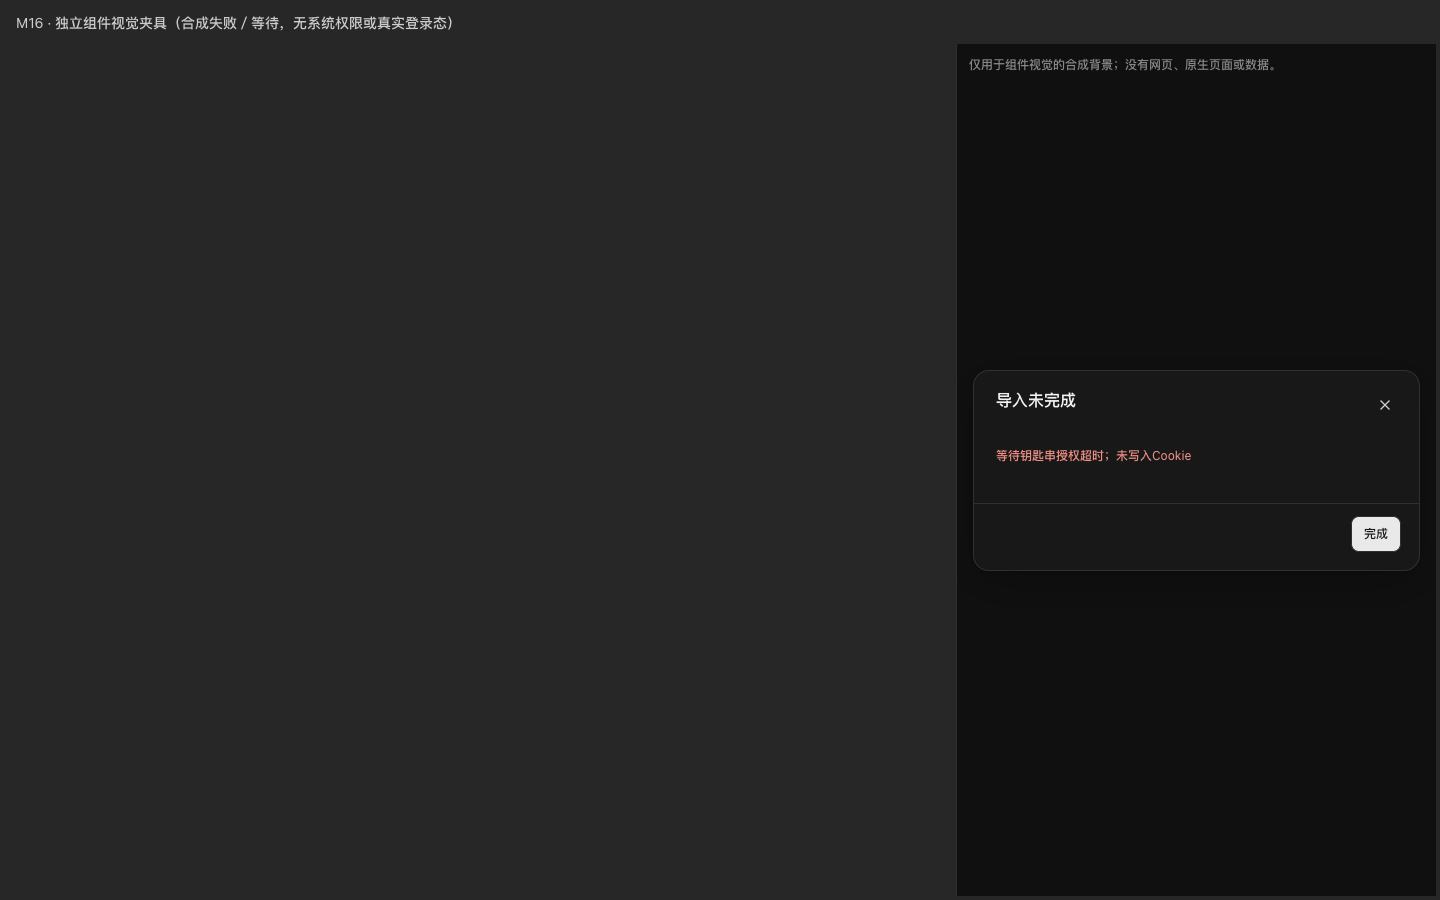 M16 · 独立组件视觉夹具（合成失败 / 等待，无系统权限或真实登录态）
仅用于组件视觉的合成背景；没有网页、原生页面或数据。
导入未完成
等待钥匙串授权超时；未写入Cookie
完成